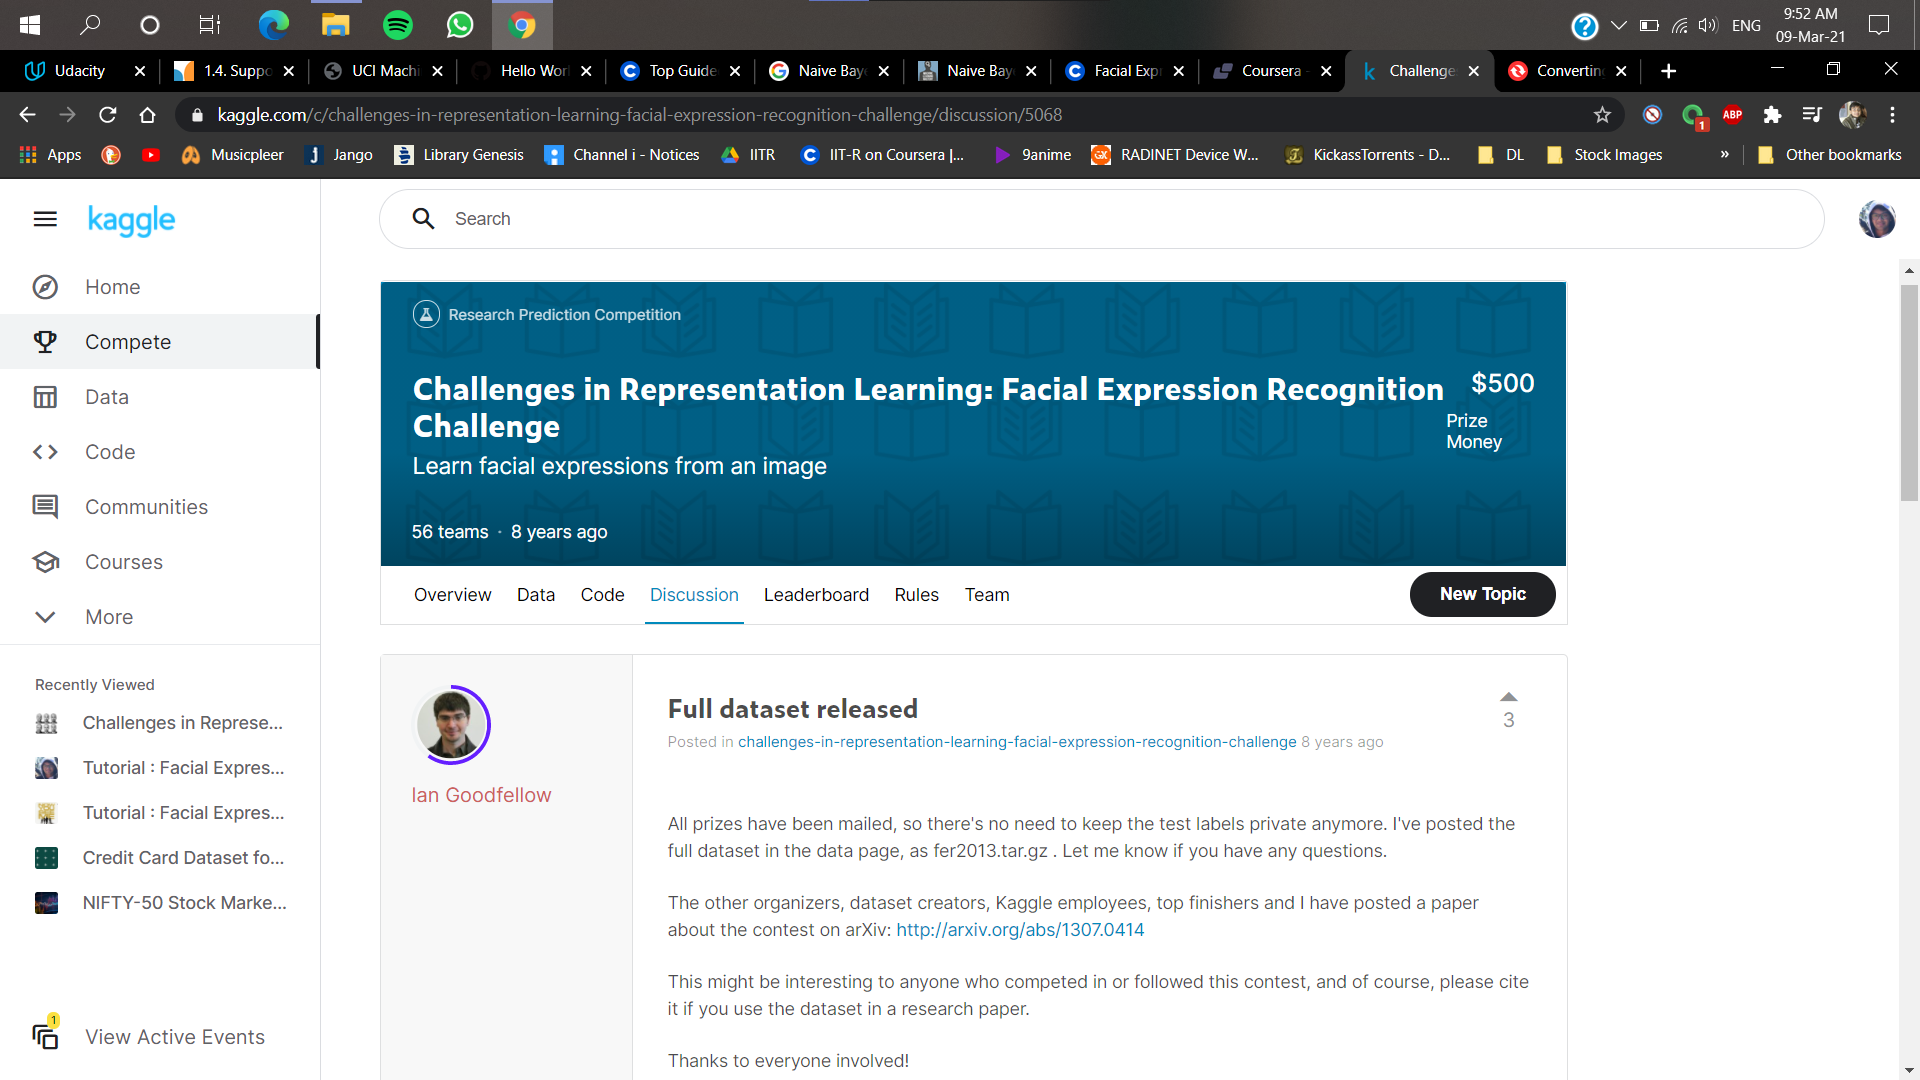 ENG
9:52 AM
09-Mar-21
Udacity
1.4. Suppo
UCI Machi
Hello Wor
Top Guide
Naive Bay
Naive Bay
Facial Exp
Coursera -
Challenge
Converting
kaggle.com/c/challenges-in-representation-learning-facial-expression-recognition-challenge/discussion/5068
1
ABP
Apps
Musicpleer
Jango
Library Genesis
Channel i - Notices
IITR
IIT-R on Coursera |...
9anime
RADINET Device W...
KickassTorrents - D...
DL
Stock Images
»
Other bookmarks
kaggle
Search
Home
Compete
Data
Code
Communities
Courses
More
Recently Viewed
Challenges in Represe...
Tutorial : Facial Expres...
Tutorial : Facial Expres...
Credit Card Dataset fo...
NIFTY-50 Stock Marke...
1
View Active Events
Research Prediction Competition
Challenges in Representation Learning: Facial Expression Recognition
Challenge
$500
Prize
Money
Learn facial expressions from an image
56 teams · 8 years ago
Overview Data Code Discussion Leaderboard Rules Team
New Topic
Ian Goodfellow
Full dataset released
3
Posted in challenges-in-representation-learning-facial-expression-recognition-challenge 8 years ago
All prizes have been mailed, so there's no need to keep the test labels private anymore. I've posted the
full dataset in the data page, as fer2013.tar.gz . Let me know if you have any questions.
The other organizers, dataset creators, Kaggle employees, top finishers and I have posted a paper
about the contest on arXiv: http://arxiv.org/abs/1307.0414
This might be interesting to anyone who competed in or followed this contest, and of course, please cite
it if you use the dataset in a research paper.
Thanks to everyone involved!